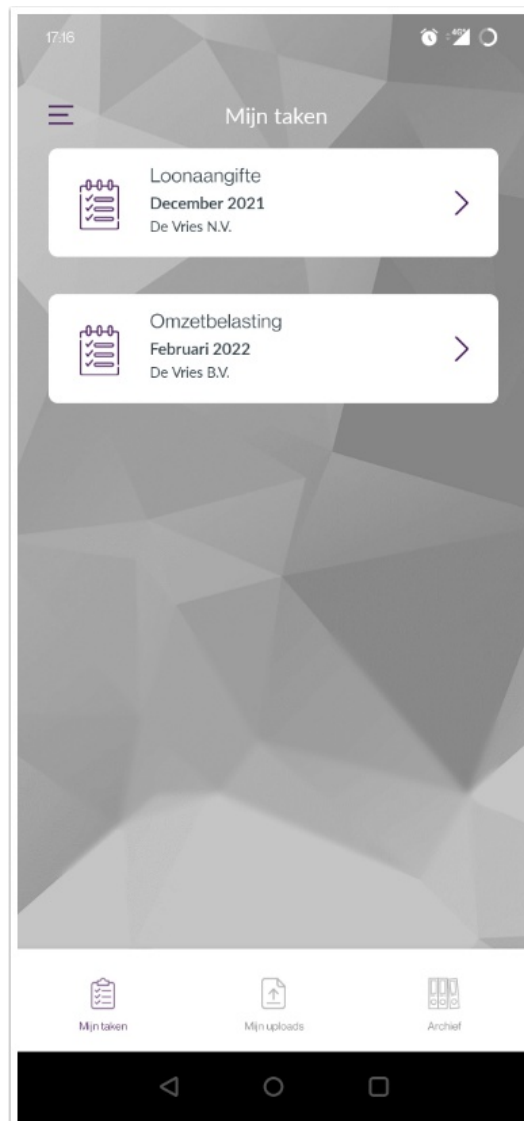 17:16
4G
Mijn taken
Loonaangifte
December 2021
De Vries N.V.
Omzetbelasting
Februari 2022
De Vries B.V.
Mijn taken
Mijn uploads
Archief